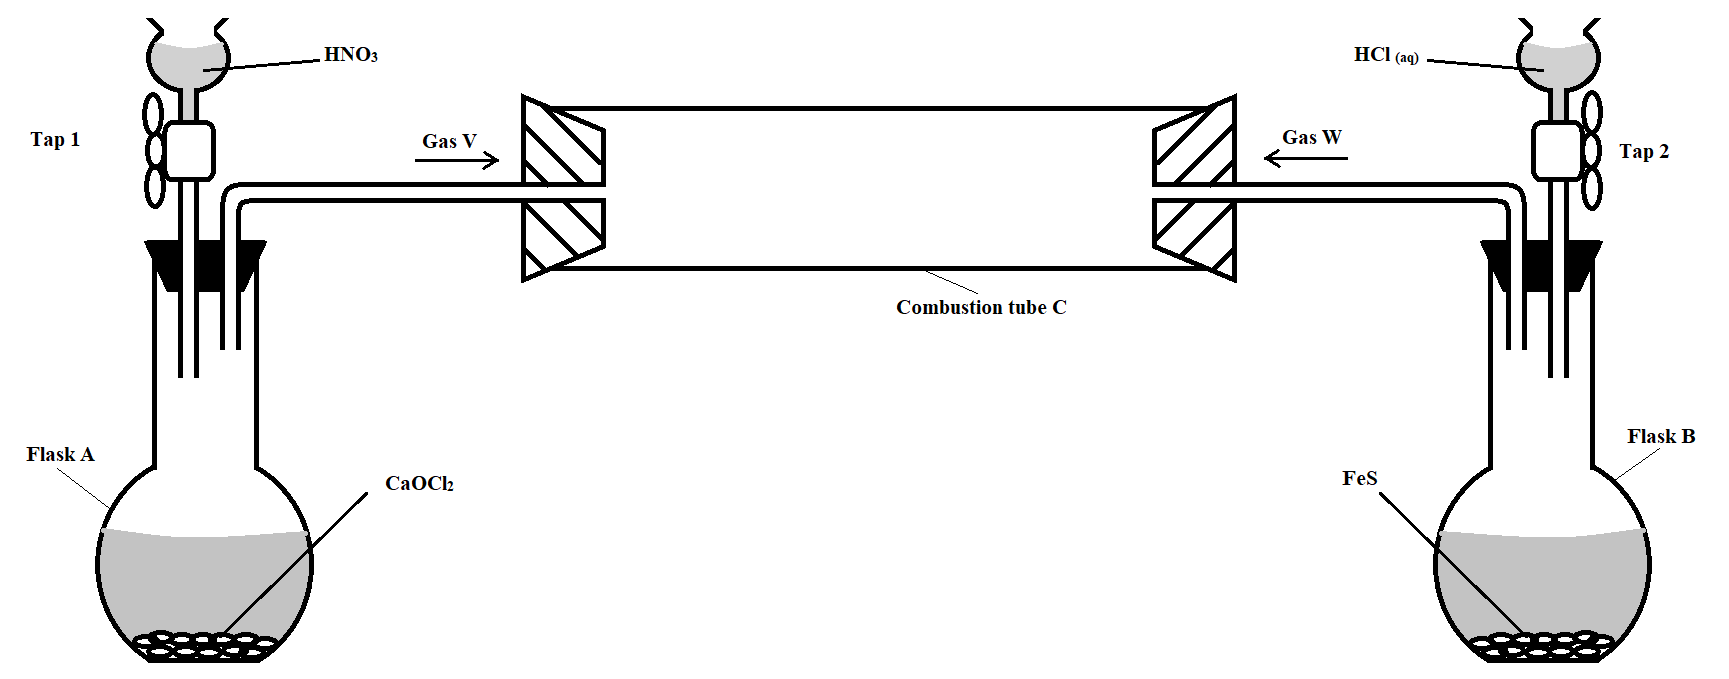 HNO₃
HCl (aq)
Tap 1
Gas V
Gas W
Tap 2
Combustion tube C
Flask A
CaOCl₂
FeS
Flask B